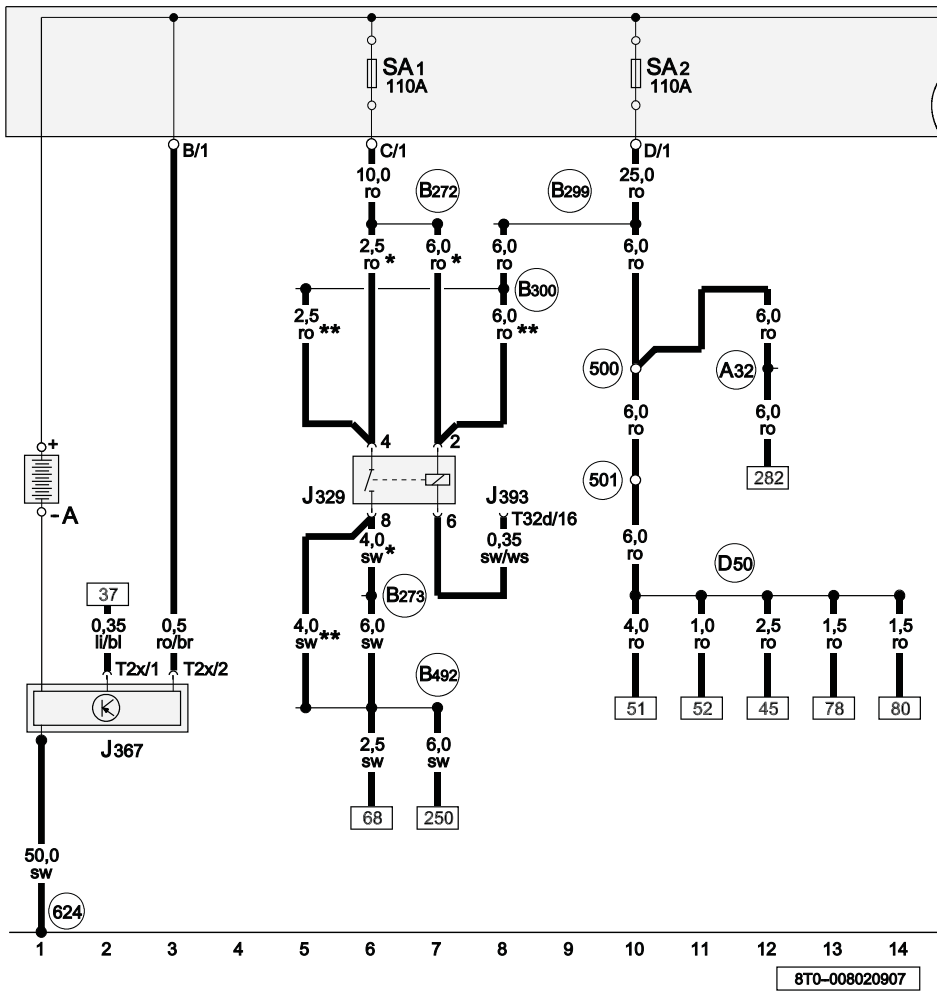 SA1
110A
SA2
110A
B/1
C/1
D/1
10,0
ro
B272
B299
25,0
ro
2,5
ro *
6,0
ro *
6,0
ro
6,0
ro
B300
2,5
ro **
6,0
ro **
6,0
ro
500
A32
6,0
ro
6,0
ro
+
4
2
282
501
J329
J393
- A
8
6
T32d/16
4,0
sw *
0,35
sw/ws
6,0
ro
D50
37
B273
0,35
li/bl
0,5
ro/br
4,0
sw **
6,0
sw
4,0
ro
1,0
ro
2,5
ro
1,5
ro
1,5
ro
T2x/1
T2x/2
B492
51
52
45
78
80
J367
2,5
sw
6,0
sw
68
250
50,0
sw
624
1 2 3 4 5 6 7 8 9 10 11 12 13 14
8T0-008020907